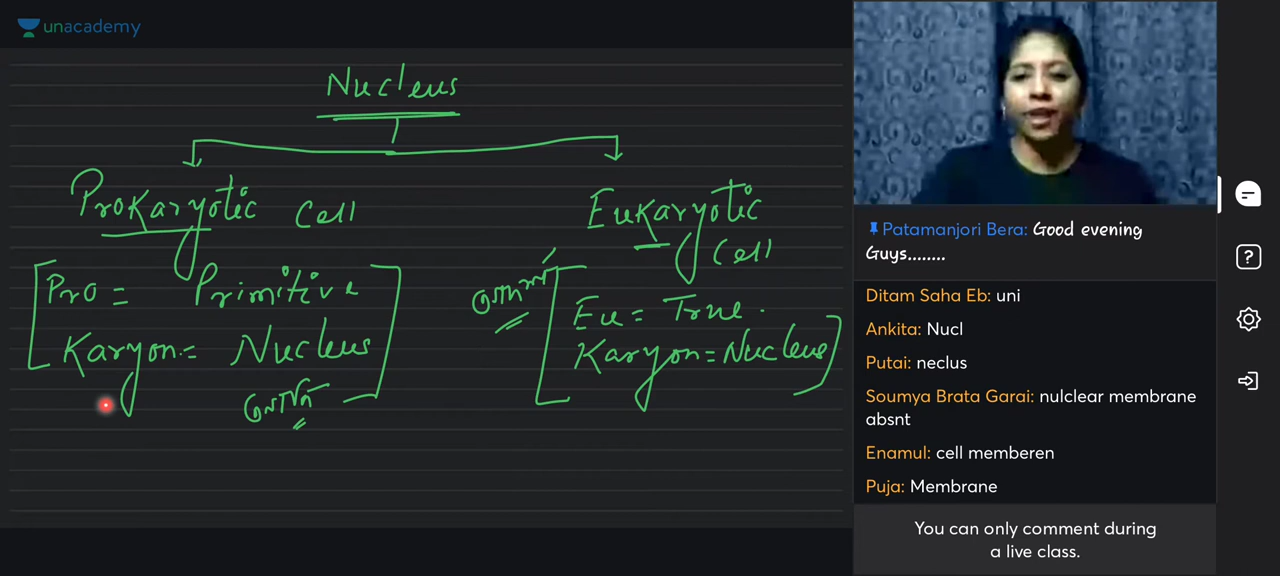 unacademy
Nucleus
Prokaryotic Cell
Eukaryotic
Cell
Pro = Primitive
Karyon = Nucleus
Eu = True.
Karyon = Nucleus
Patamanjori Bera: Good evening
Guys........
Ditam Saha Eb: uni
Ankita: Nucl
Putai: neclus
Soumya Brata Garai: nulclear membrane
absnt
Enamul: cell memberen
Puja: Membrane
You can only comment during
a live class.